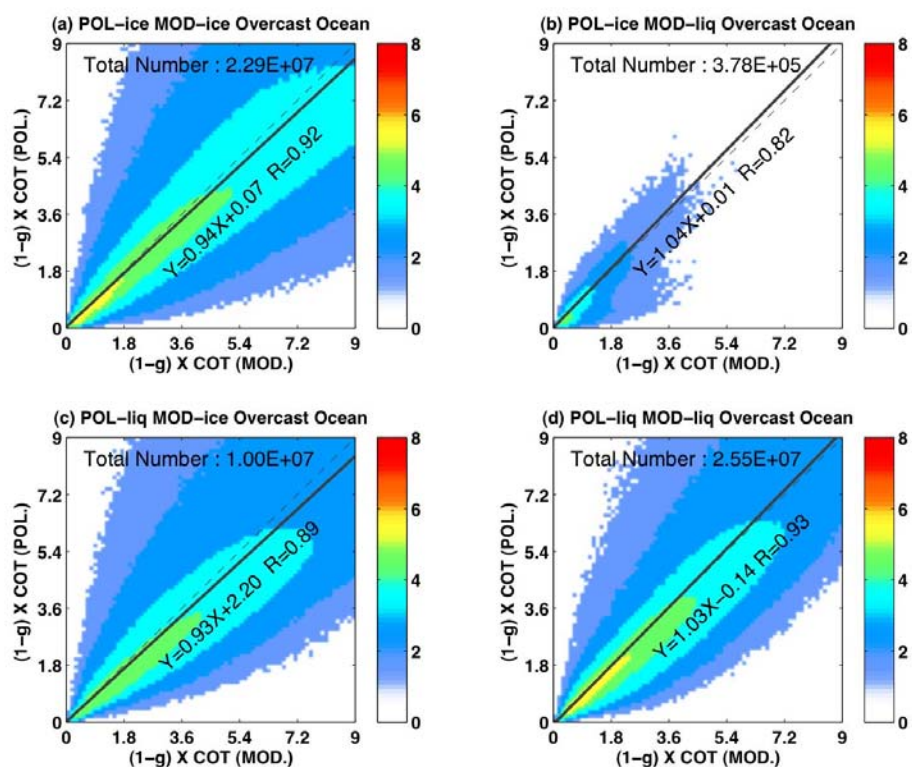 (a) POL-ice MOD-ice Overcast Ocean
Total Number : 2.29E+07
Y=0.94X+0.07 R=0.92
(1-g) X COT (POL.)
9
7.2
5.4
3.6
1.8
0
0 1.8 3.6 5.4 7.2 9
(1-g) X COT (MOD.)
8
6
4
2
0
(b) POL-ice MOD-liq Overcast Ocean
Total Number : 3.78E+05
Y=1.04X+0.01 R=0.82
(1-g) X COT (POL.)
9
7.2
5.4
3.6
1.8
0
0 1.8 3.6 5.4 7.2 9
(1-g) X COT (MOD.)
8
6
4
2
0
(c) POL-liq MOD-ice Overcast Ocean
Total Number : 1.00E+07
Y=0.93X+2.20 R=0.89
(1-g) X COT (POL.)
9
7.2
5.4
3.6
1.8
0
0 1.8 3.6 5.4 7.2 9
(1-g) X COT (MOD.)
8
6
4
2
0
(d) POL-liq MOD-liq Overcast Ocean
Total Number : 2.55E+07
Y=1.03X-0.14 R=0.93
(1-g) X COT (POL.)
9
7.2
5.4
3.6
1.8
0
0 1.8 3.6 5.4 7.2 9
(1-g) X COT (MOD.)
8
6
4
2
0